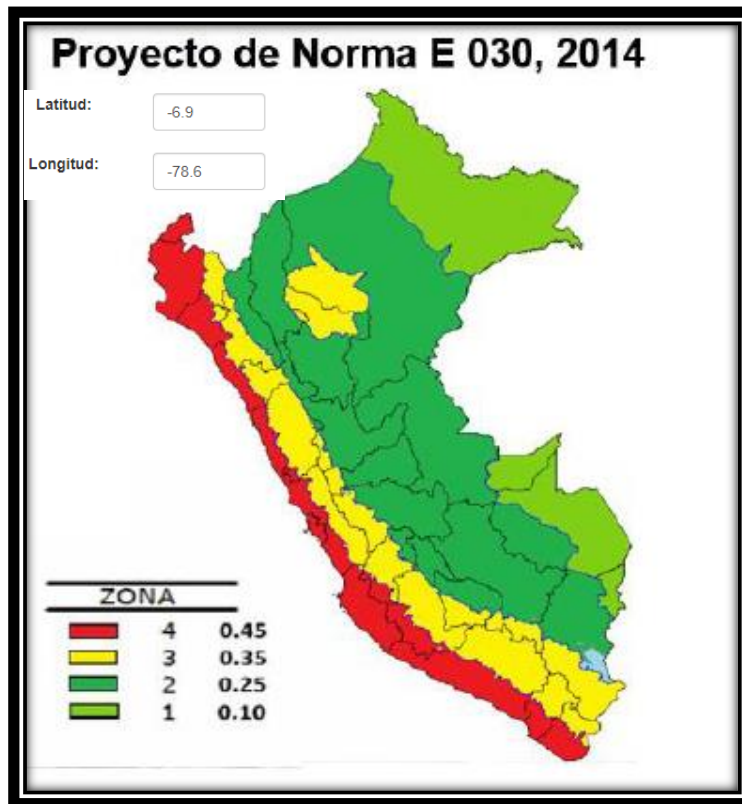 Proyecto de Norma E 030, 2014
Latitud: -6.9
Longitud: -78.6
ZONA
4 0.45
3 0.35
2 0.25
1 0.10